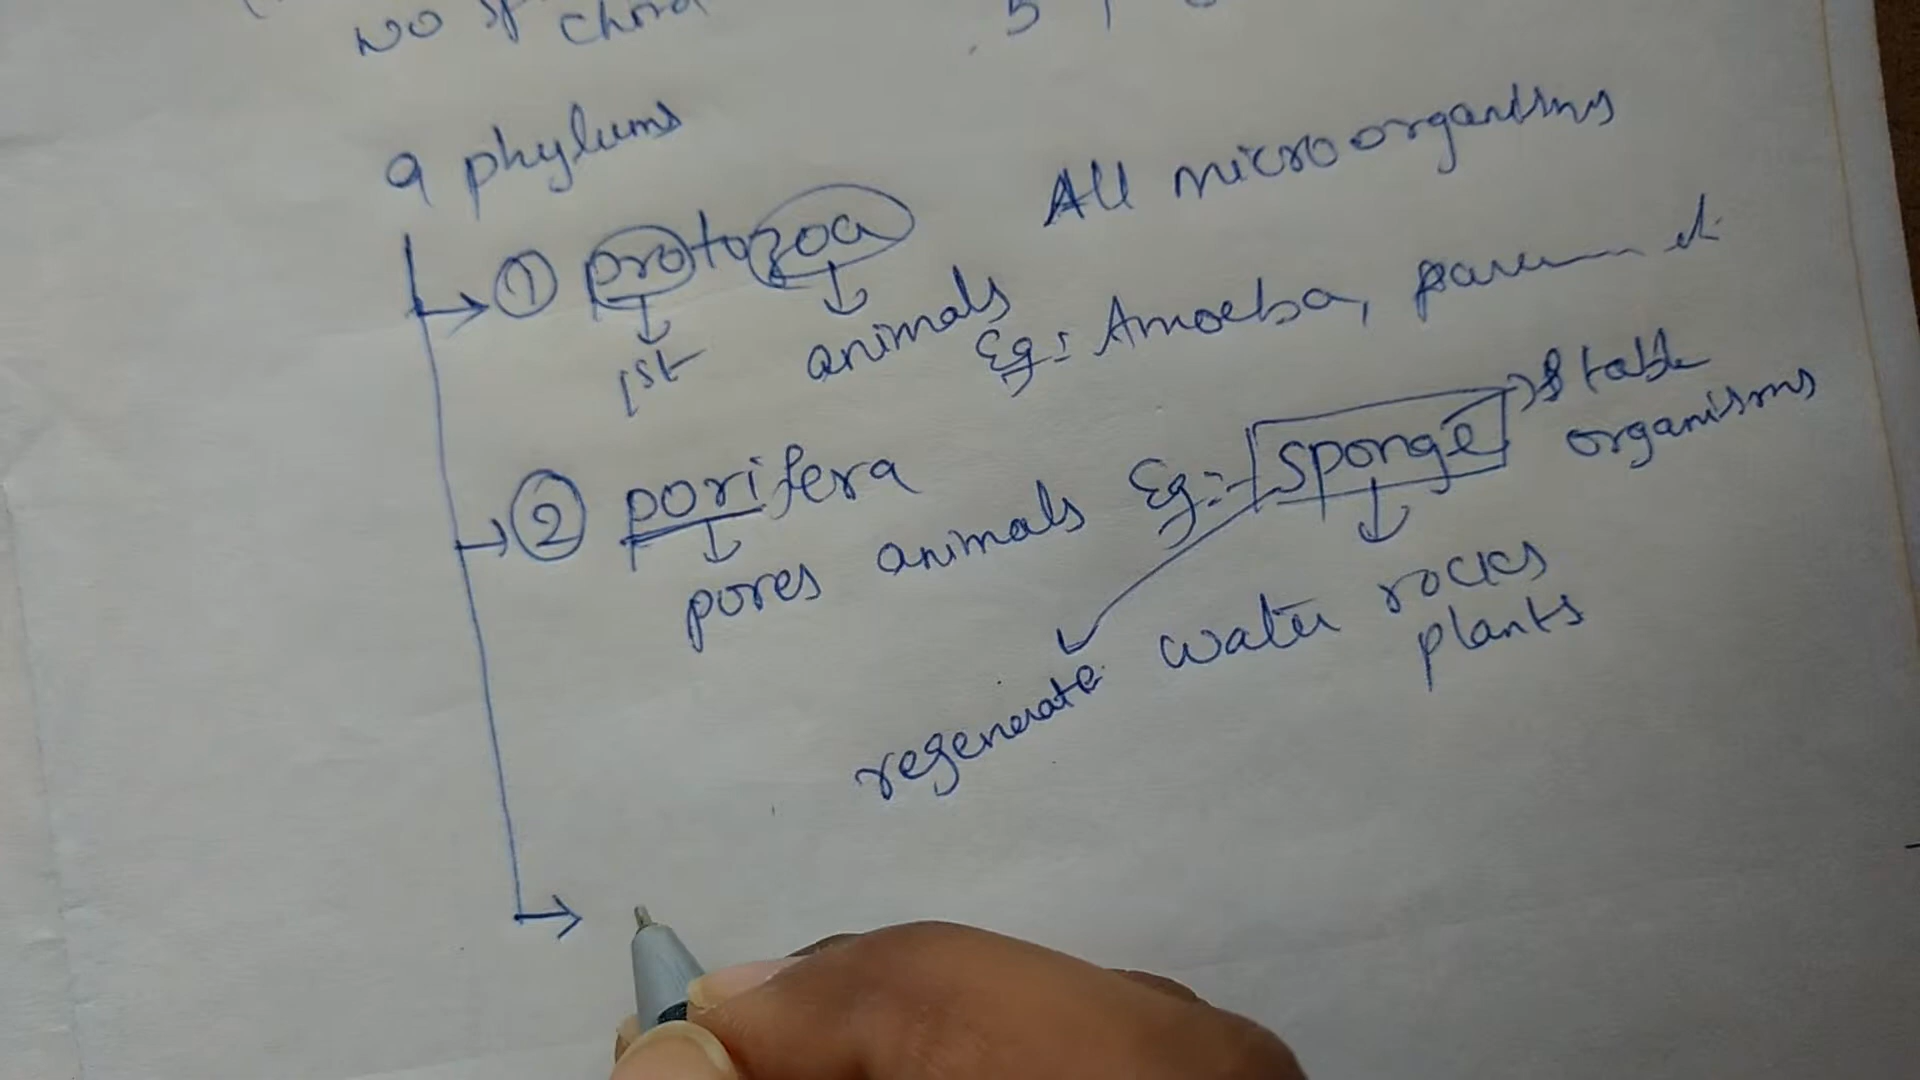 No
9 phylums
① protozoa
All microorganisms
1st
animals
Eg:- Amoeba,
② porifera
Eg:- sponge
stable
organisms
pores animals
water rocks
plants
regenerate